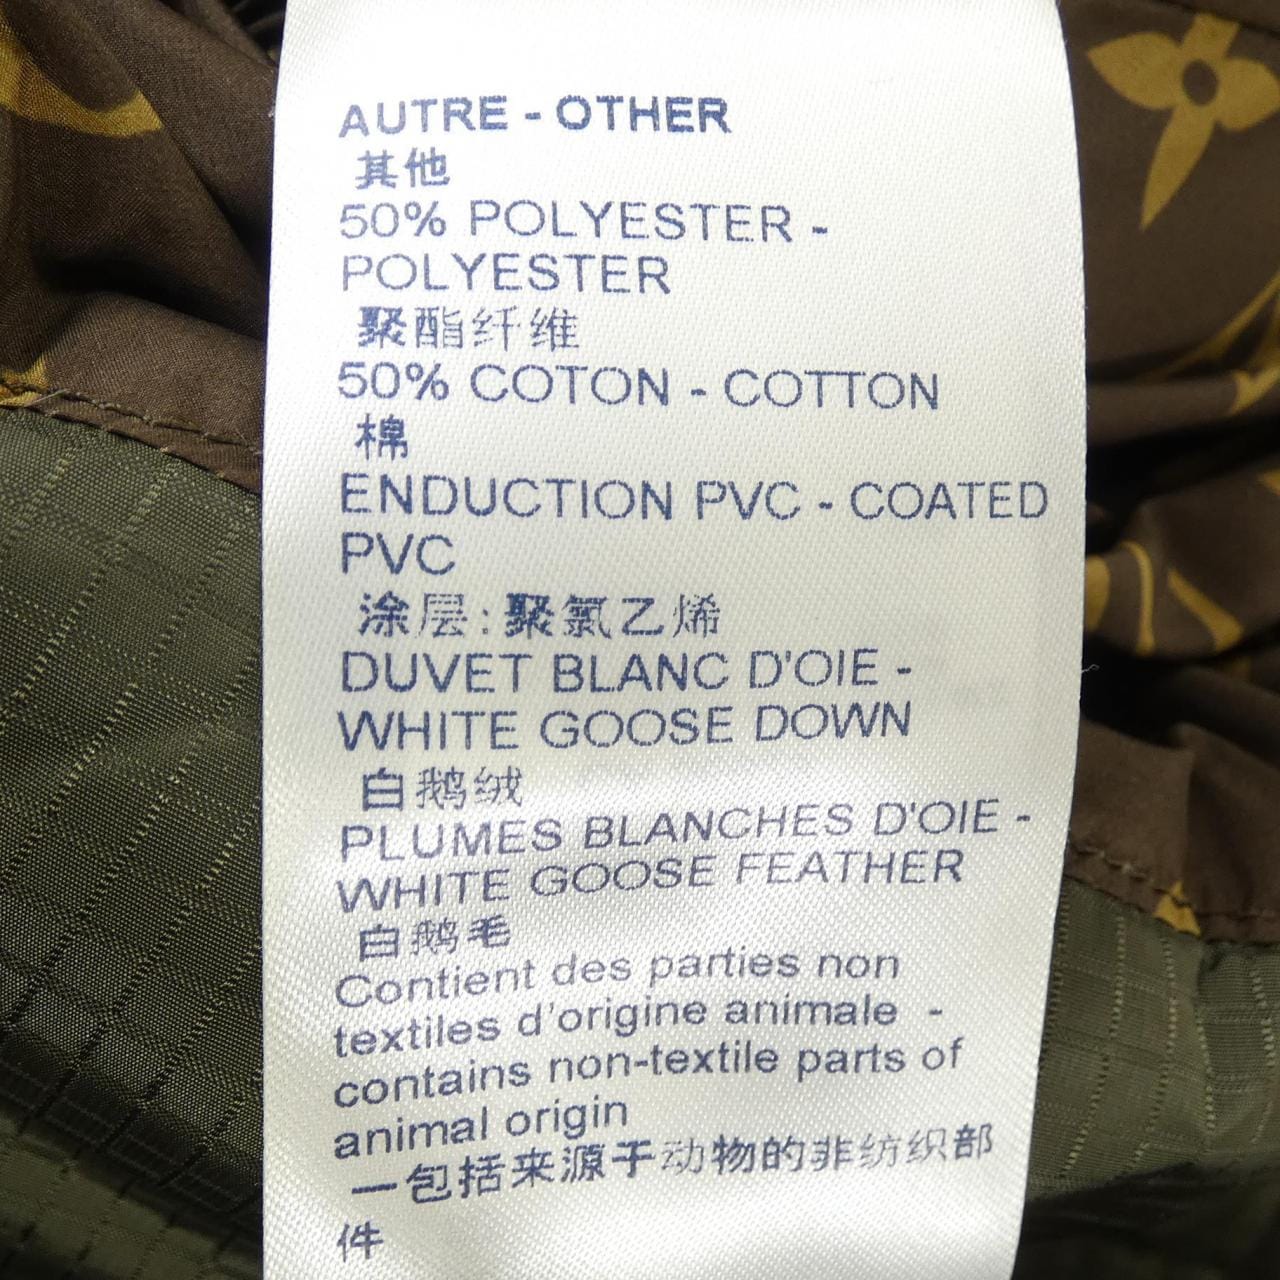 AUTRE - OTHER
其他
50% POLYESTER -
POLYESTER
聚酯纤维
50% COTON - COTTON
棉
ENDUCTION PVC - COATED
PVC
涂层:聚氯乙烯
DUVET BLANC D'OIE -
WHITE GOOSE DOWN
白鹅绒
PLUMES BLANCHES D'OIE -
WHITE GOOSE FEATHER
白鹅毛
Contient des parties non
textiles d'origine animale -
contains non-textile parts of
animal origin
一包括来源于动物的非纺织部
件